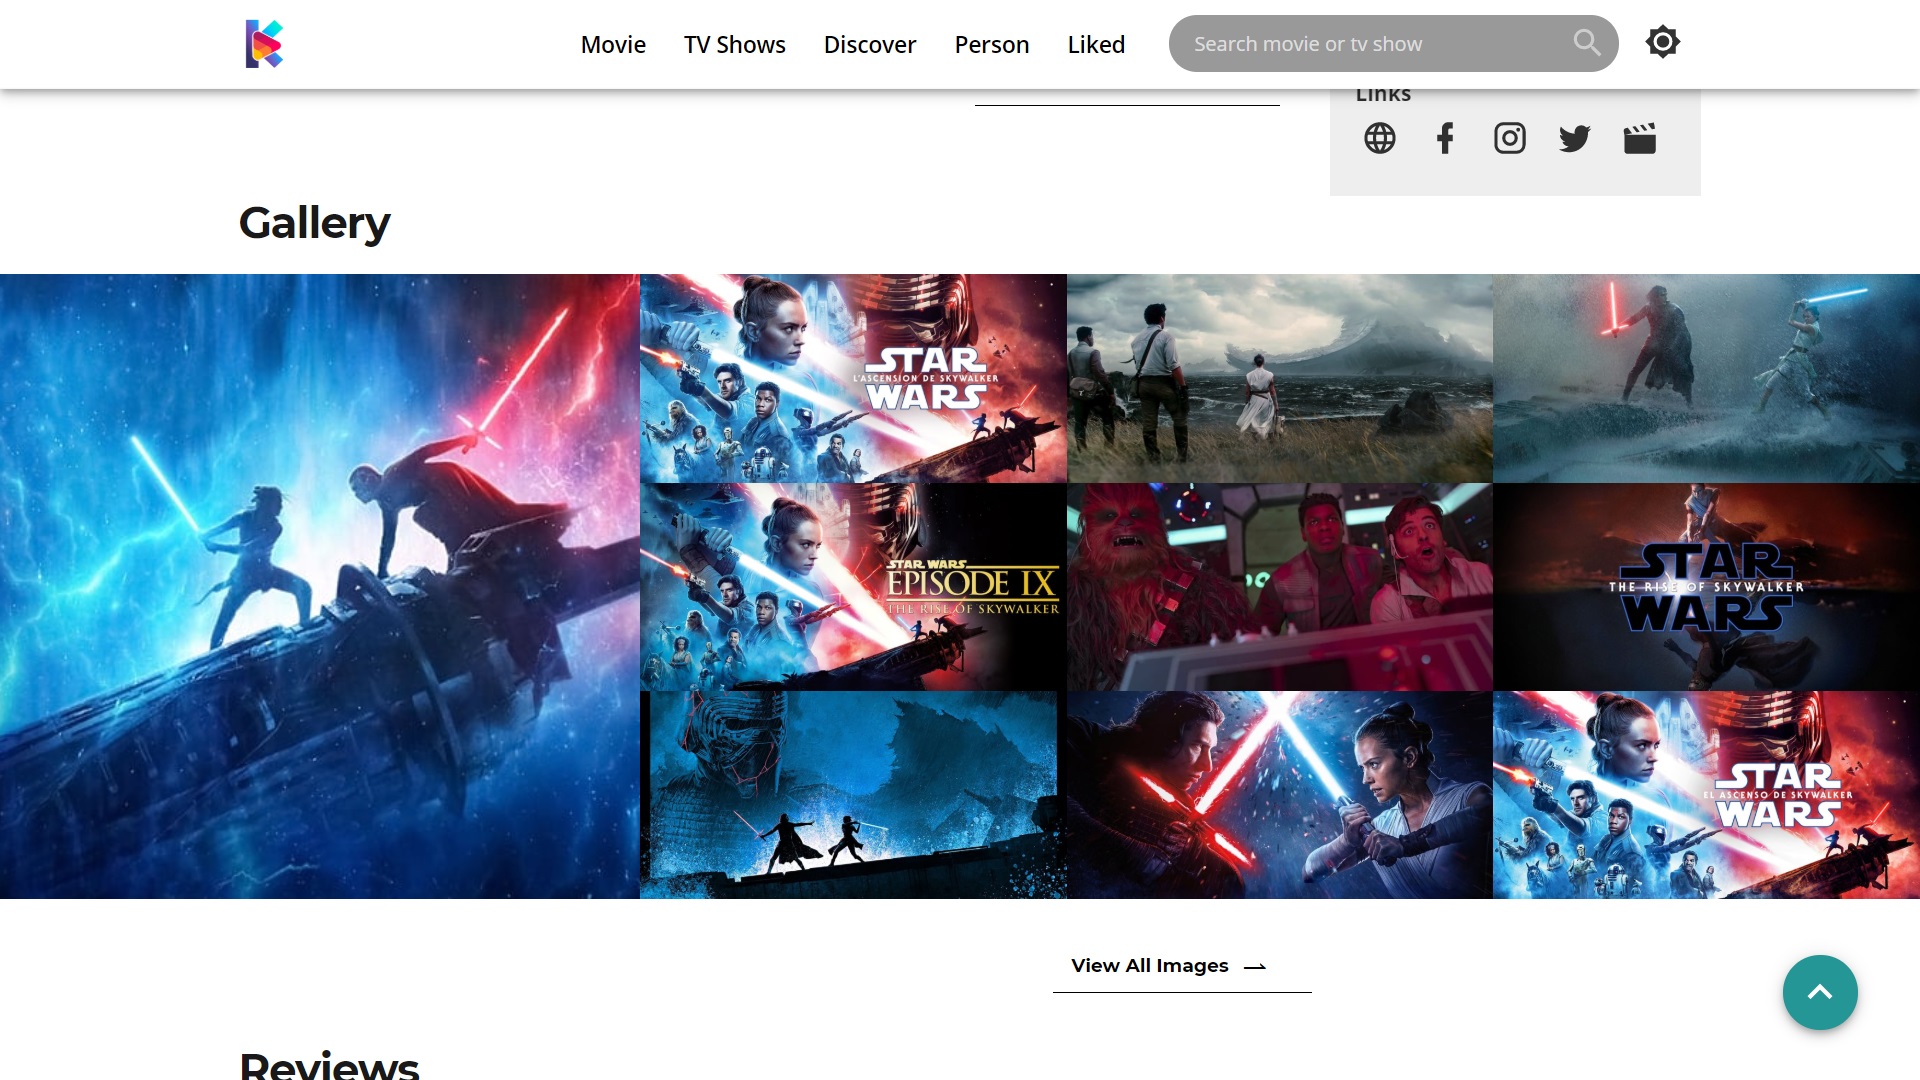 Movie TV Shows Discover Person Liked Search movie or tv show
Links
Gallery
STAR
L'ASCENSION DE SKYWALKER
WARS
STAR WARS
EPISODE IX
THE RISE OF SKYWALKER
STAR
THE RISE OF SKYWALKER
WARS
STAR
EL ASCENSO DE SKYWALKER
WARS
View All Images
Reviews